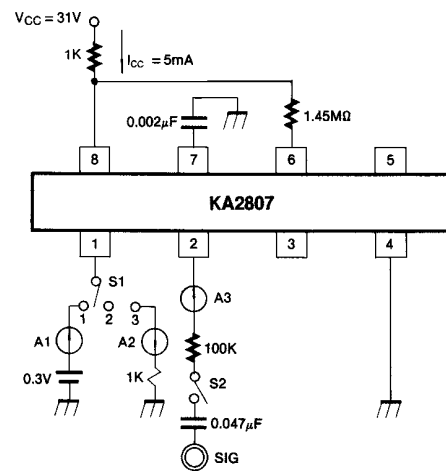 VCC = 31V
1K
ICC = 5mA
0.002μF
1.45MΩ
8
7
6
5
KA2807
1
2
3
4
S1
1
2
3
A1
A2
A3
0.3V
1K
100K
S2
0.047μF
SIG